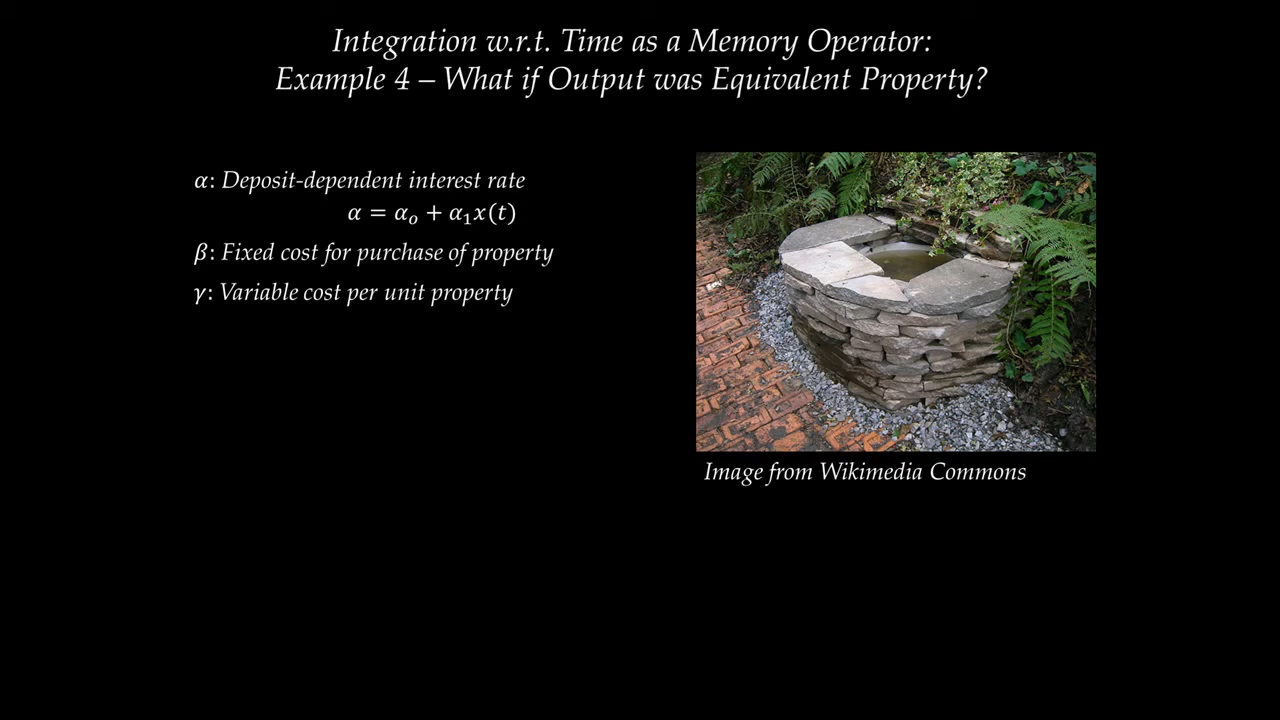 Integration w.r.t. Time as a Memory Operator:
Example 4 – What if Output was Equivalent Property?
α: Deposit-dependent interest rate
α = αₒ + α₁x(t)
β: Fixed cost for purchase of property
γ: Variable cost per unit property
Image from Wikimedia Commons